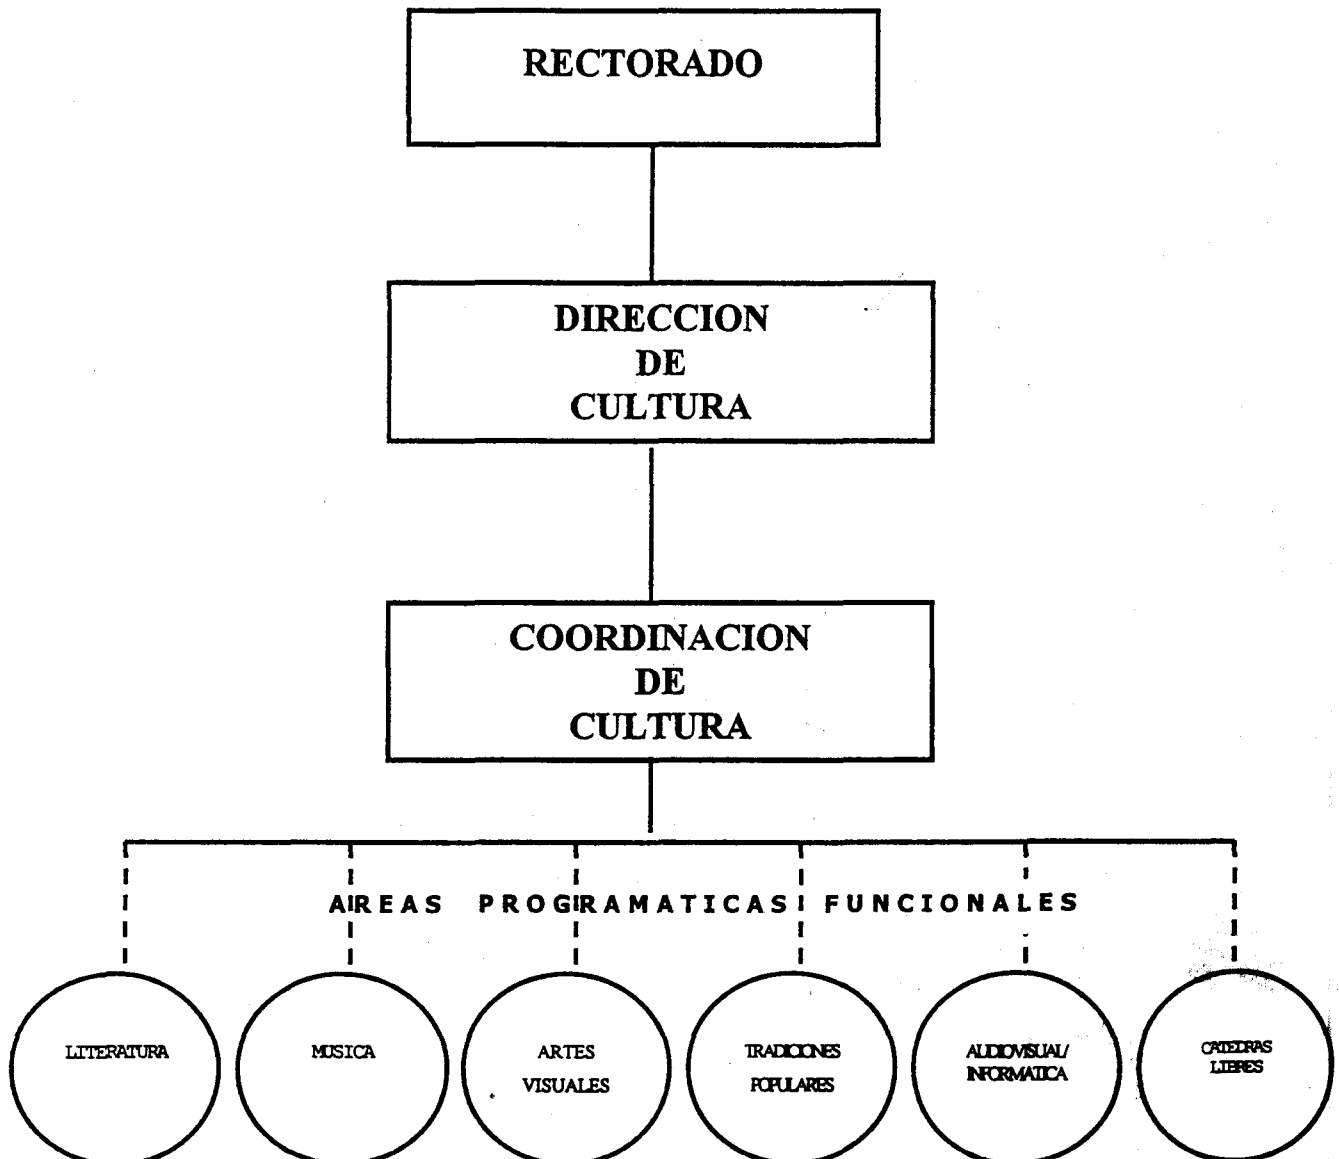 RECTORADO
DIRECCION
DE
CULTURA
COORDINACION
DE
CULTURA
AREAS PROGRAMATICAS FUNCIONALES
LITERATURA
MUSICA
ARTES
VISUALES
TRADICIONES
POPULARES
AUDIOVISUAL/
INFORMATICA
CATEDRAS
LIBRES